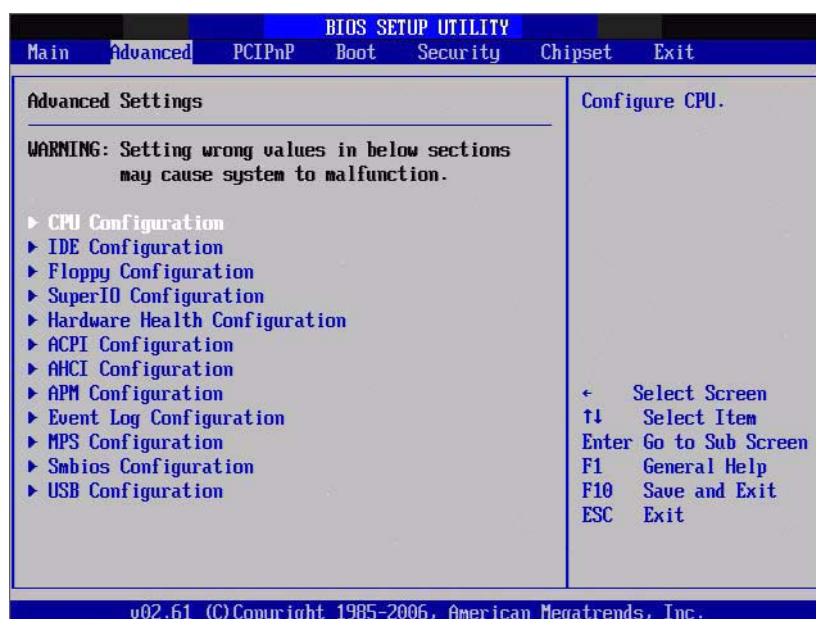 BIOS SETUP UTILITY
Main Advanced PCIPnP Boot Security Chipset Exit
Advanced Settings
WARNING: Setting wrong values in below sections
may cause system to malfunction.
▶ CPU Configuration
▶ IDE Configuration
▶ Floppy Configuration
▶ SuperIO Configuration
▶ Hardware Health Configuration
▶ ACPI Configuration
▶ AHCI Configuration
▶ APM Configuration
▶ Event Log Configuration
▶ MPS Configuration
▶ Smbios Configuration
▶ USB Configuration
Configure CPU.
← Select Screen
↑↓ Select Item
Enter Go to Sub Screen
F1 General Help
F10 Save and Exit
ESC Exit
v02.61 (C)Copyright 1985-2006, American Megatrends, Inc.